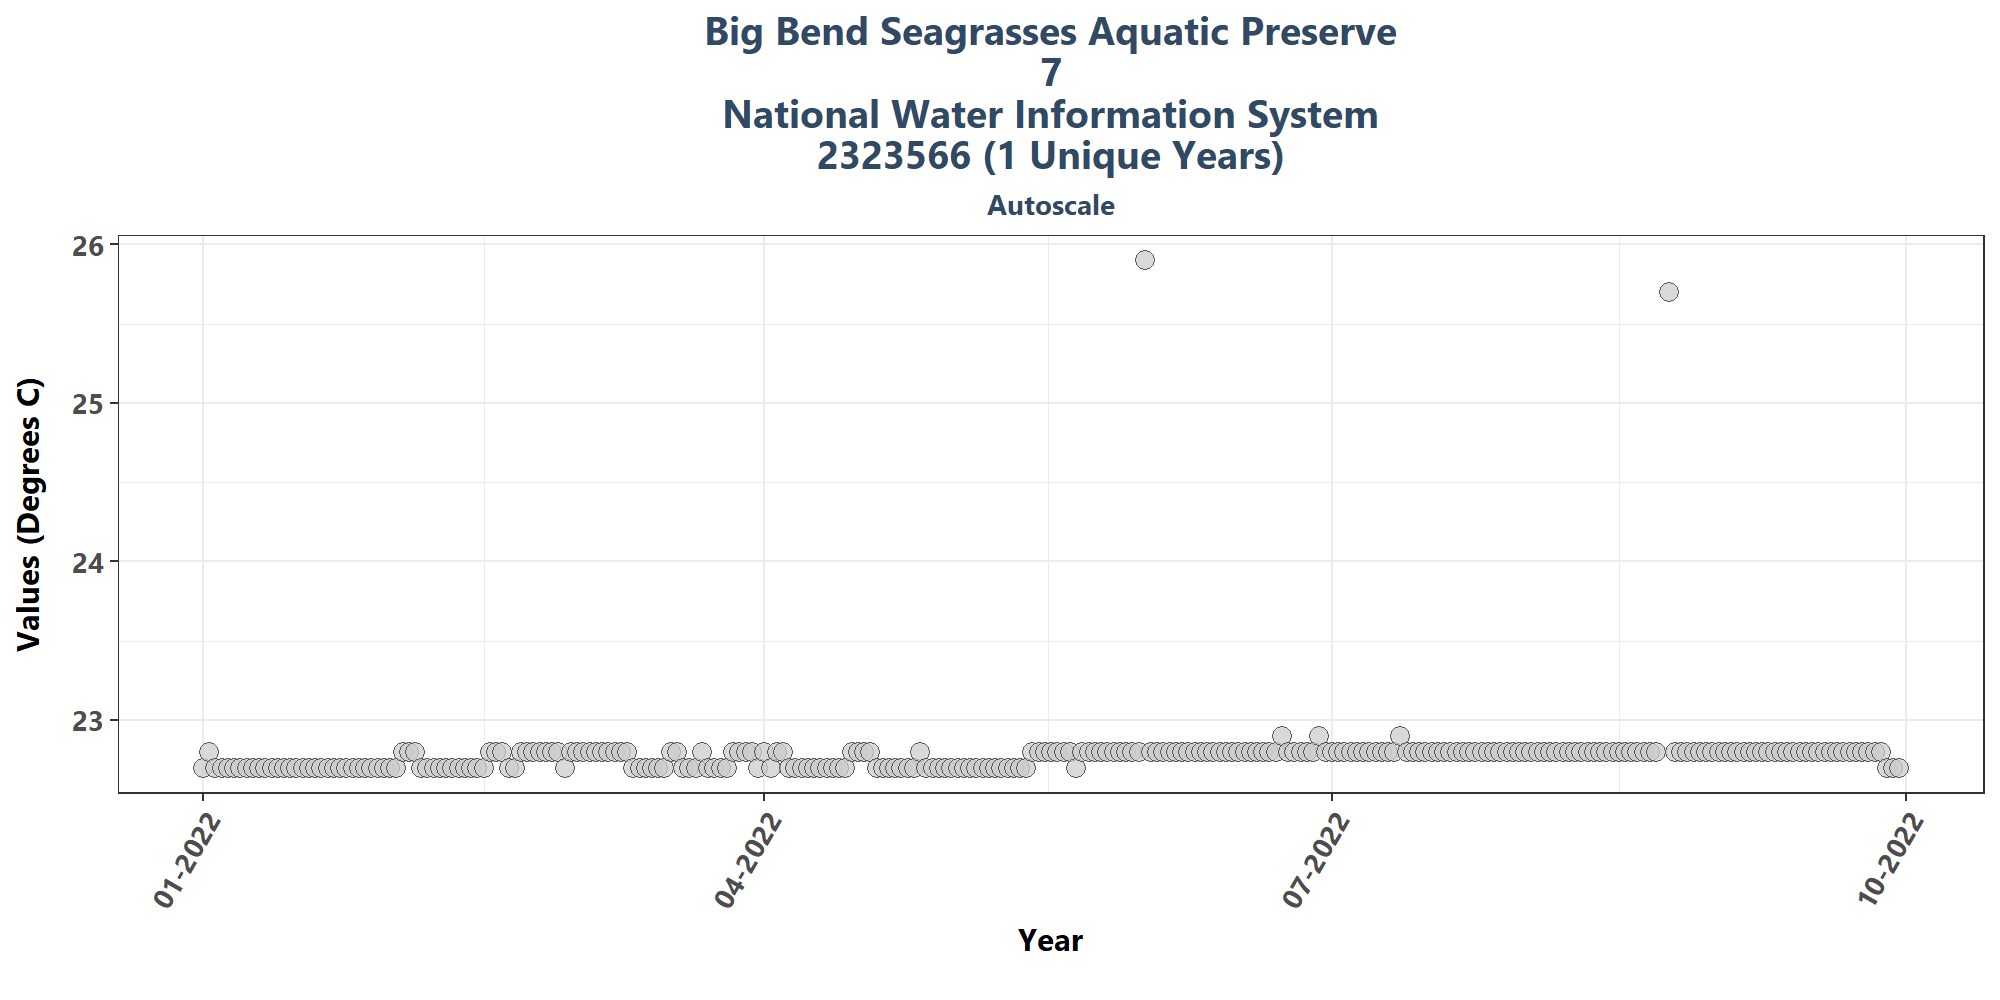 Big Bend Seagrasses Aquatic Preserve
7
National Water Information System
2323566 (1 Unique Years)
Autoscale
26
25
24
23
Values (Degrees C)
01-2022
04-2022
07-2022
10-2022
Year